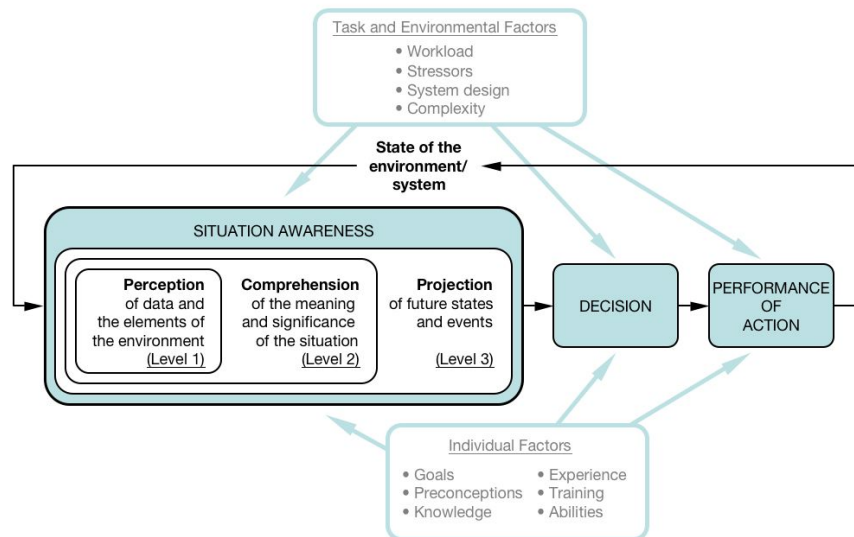 Task and Environmental Factors
• Workload
• Stressors
• System design
• Complexity
State of the
environment/
system
SITUATION AWARENESS
Perception
of data and
the elements of
the environment
(Level 1)
Comprehension
of the meaning
and significance
of the situation
(Level 2)
Projection
of future states
and events
(Level 3)
DECISION
PERFORMANCE
OF
ACTION
Individual Factors
• Goals
• Preconceptions
• Knowledge
• Experience
• Training
• Abilities